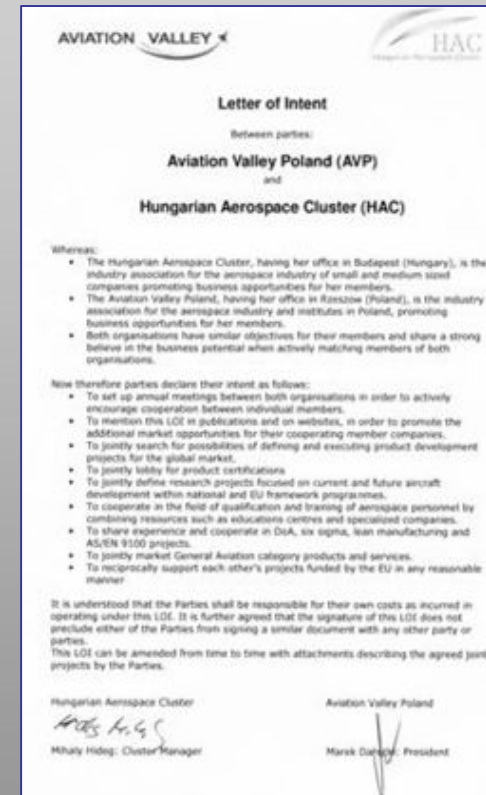 AVIATION VALLEY
HAC
Letter of Intent
Between parties:
Aviation Valley Poland (AVP)
and
Hungarian Aerospace Cluster (HAC)
Whereas:
• The Hungarian Aerospace Cluster, having her office in Budapest (Hungary), is the
industry association for the aerospace industry of small and medium sized
companies promoting business opportunities for her members.
• The Aviation Valley Poland, having her office in Rzeszow (Poland), is the industry
association for the aerospace industry and institutes in Poland, promoting
business opportunities for her members.
• Both organisations have similar objectives for their members and share a strong
believe in the business potential when actively matching members of both
organisations.
Now therefore parties declare their intent as follows:
• To set up annual meetings between both organisations in order to actively
encourage cooperation between individual members.
• To mention this LOI in publications and on websites, in order to promote the
additional market opportunities for their cooperating member companies.
• To jointly search for possibilities of defining and executing product development
projects for the global market.
• To jointly lobby for product certifications
• To jointly define research projects focused on current and future aircraft
development within national and EU framework programmes.
• To cooperate in the field of qualification and training of aerospace personnel by
combining resources such as educations centres and specialized companies.
• To share experience and cooperate in DoA, six sigma, lean manufacturing and
AS/EN 9100 projects.
• To jointly market General Aviation category products and services.
• To reciprocally support each other's projects funded by the EU in any reasonable
manner
It is understood that the Parties shall be responsible for their own costs as incurred in
operating under this LOI. It is further agreed that the signature of this LOI does not
preclude either of the Parties from signing a similar document with any other party or
parties.
This LOI can be amended from time to time with attachments describing the agreed joint
projects by the Parties.
Hungarian Aerospace Cluster Aviation Valley Poland
Mihaly Hideg: Cluster Manager Marek : President